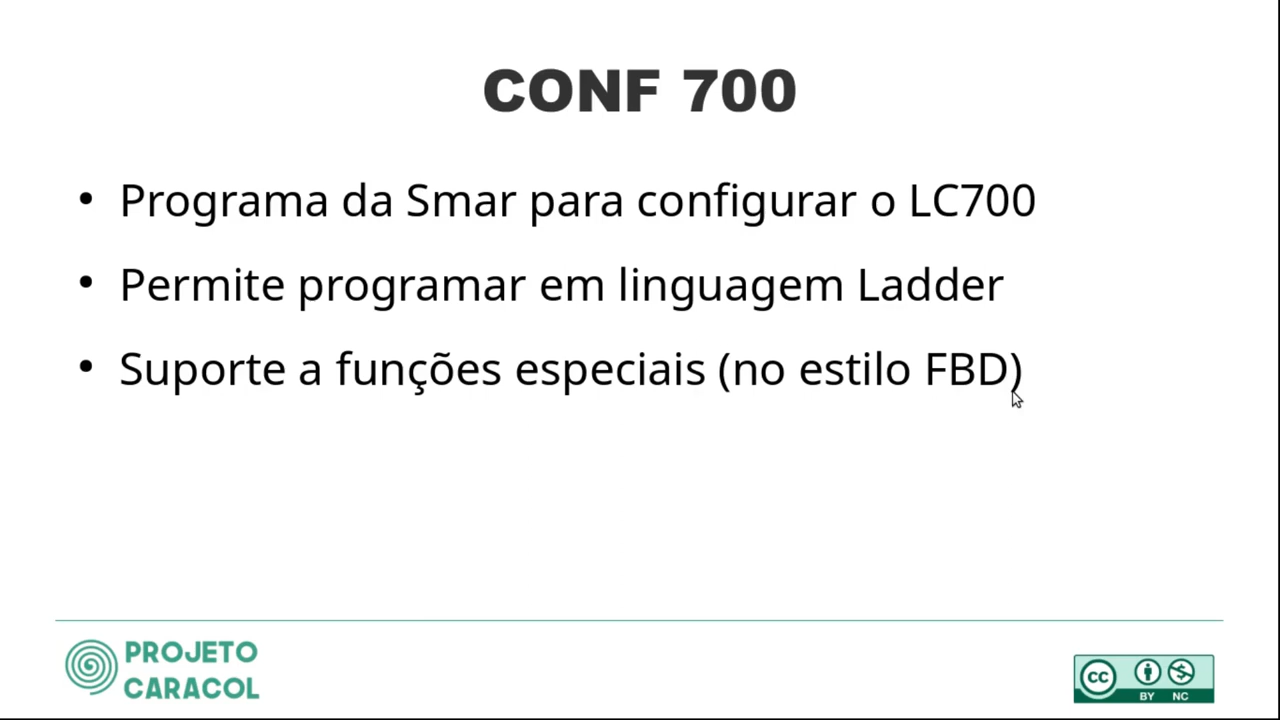 CONF 700
• Programa da Smar para configurar o LC700
• Permite programar em linguagem Ladder
• Suporte a funções especiais (no estilo FBD)
PROJETO
CARACOL
cc
BY NC